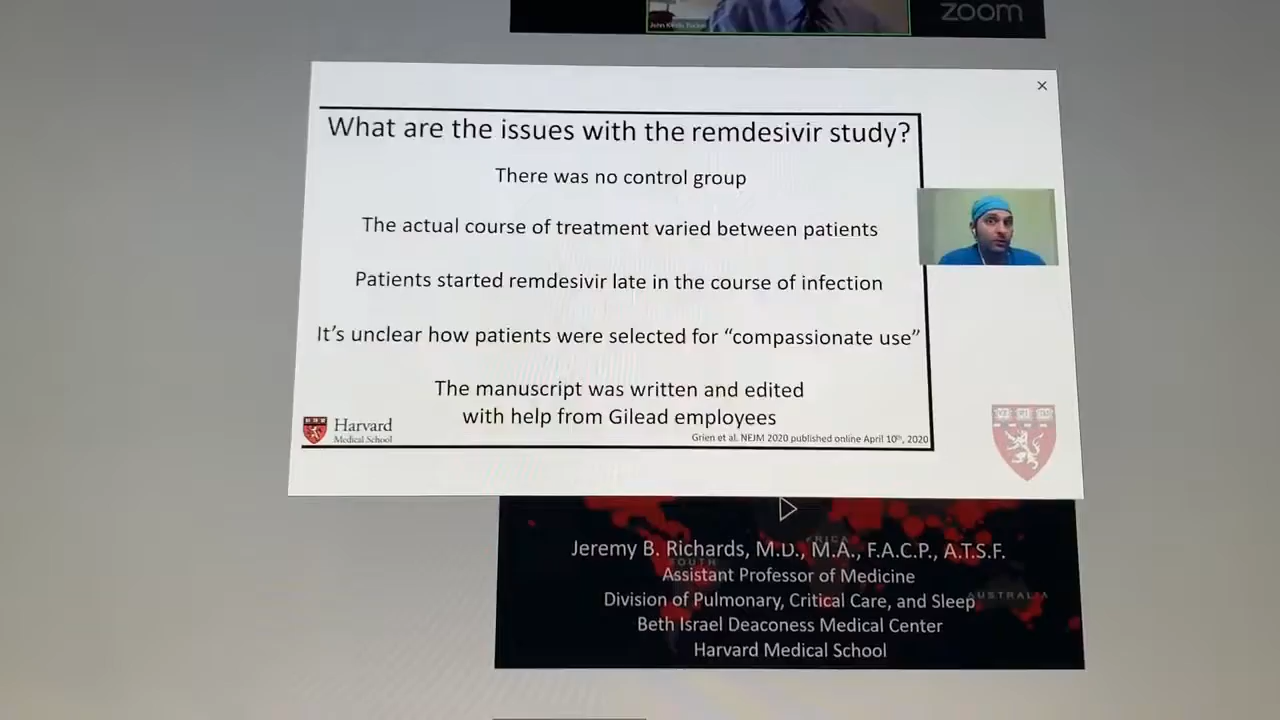 zoom
What are the issues with the remdesivir study?
There was no control group
The actual course of treatment varied between patients
Patients started remdesivir late in the course of infection
It's unclear how patients were selected for “compassionate use”
The manuscript was written and edited
with help from Gilead employees
Harvard
Medical School
Grien et al. NEJM 2020 published online April 10th, 2020
Jeremy B. Richards, M.D., M.A., F.A.C.P., A.T.S.F.
SOUTH
Assistant Professor of Medicine
Division of Pulmonary, Critical Care, and Sleep
AUSTRALIA
Beth Israel Deaconess Medical Center
Harvard Medical School